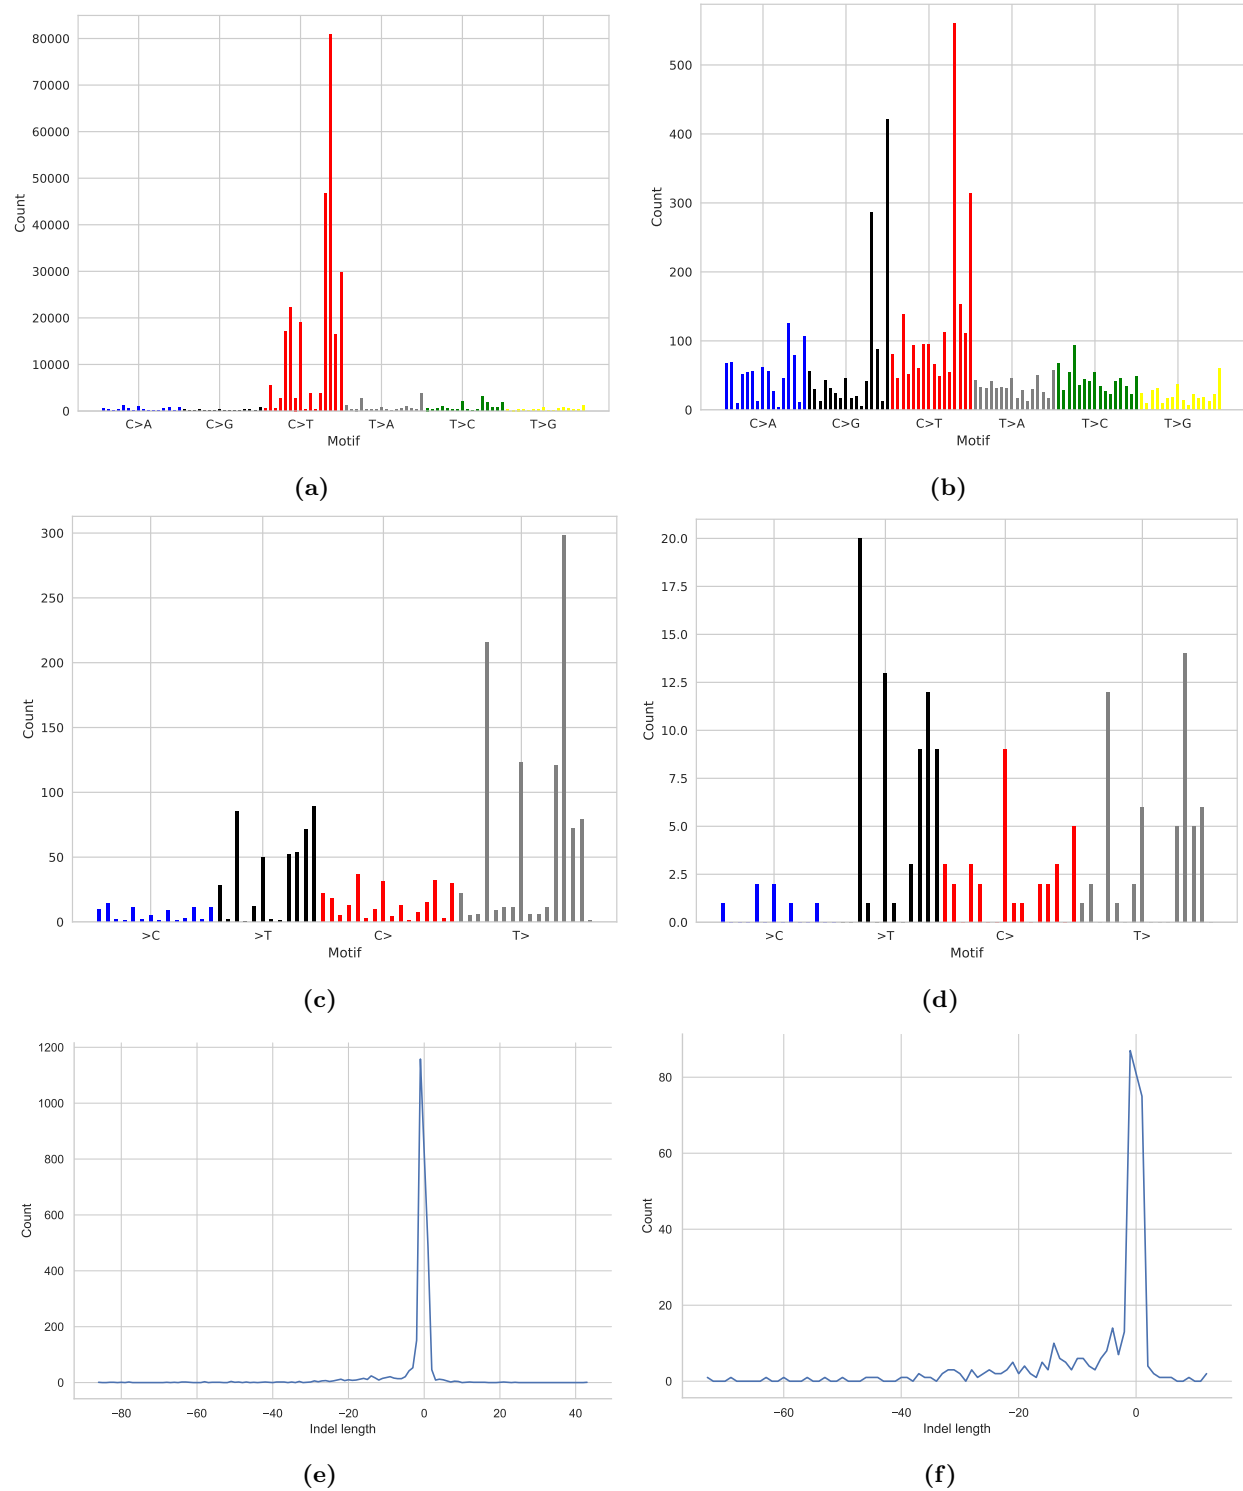 80000
70000
60000
50000
40000
30000
20000
10000
0
Count
C>A C>G C>T T>A T>C T>G
Motif
(a)
500
400
300
200
100
0
Count
C>A C>G C>T T>A T>C T>G
Motif
(b)
300
250
200
150
100
50
0
Count
>C >T C> T>
Motif
(c)
20.0
17.5
15.0
12.5
10.0
7.5
5.0
2.5
0.0
Count
>C >T C> T>
Motif
(d)
1200
1000
800
600
400
200
0
Count
−80 −60 −40 −20 0 20 40
Indel length
(e)
80
60
40
20
0
Count
−60 −40 −20 0
Indel length
(f)